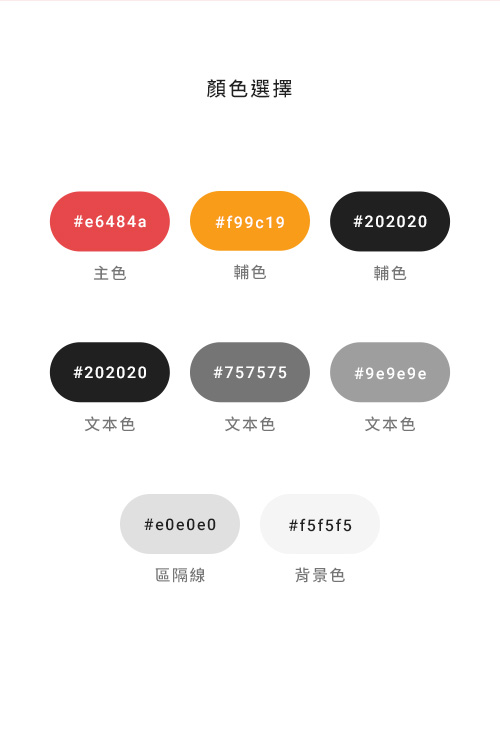 顏色選擇
#e6484a
#f99c19
#202020
主色
輔色
輔色
#202020
#757575
#9e9e9e
文本色
文本色
文本色
#e0e0e0
#f5f5f5
區隔線
背景色